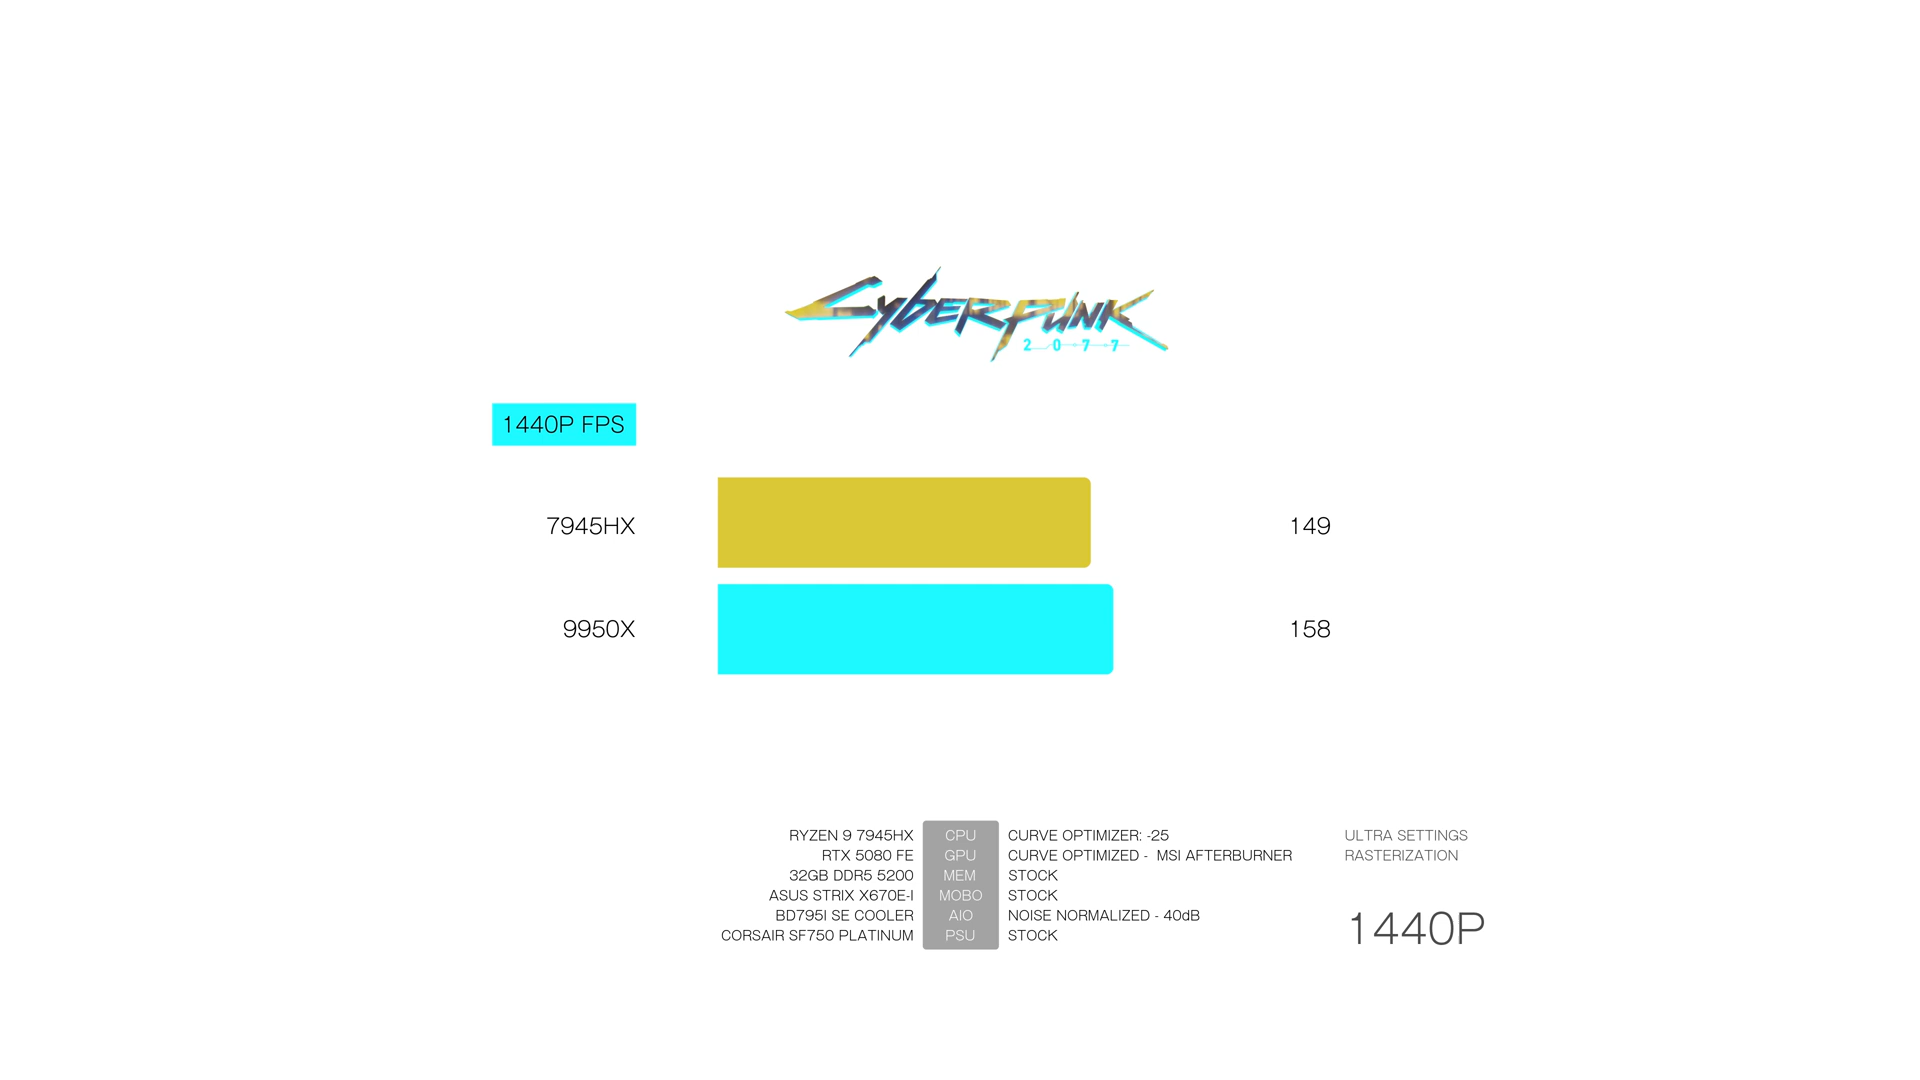 CYBERPUNK
2077
1440P FPS
7945HX 149
9950X 158
RYZEN 9 7945HX CPU CURVE OPTIMIZER: -25 ULTRA SETTINGS
RTX 5080 FE GPU CURVE OPTIMIZED - MSI AFTERBURNER RASTERIZATION
32GB DDR5 5200 MEM STOCK
ASUS STRIX X670E-I MOBO STOCK
BD795I SE COOLER AIO NOISE NORMALIZED - 40dB
CORSAIR SF750 PLATINUM PSU STOCK
1440P